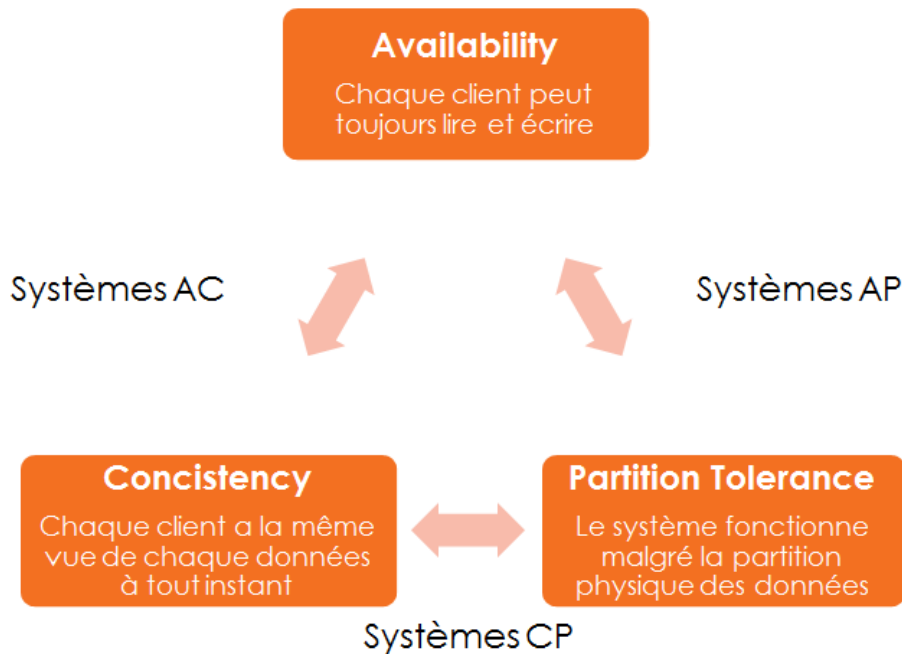 Availability
Chaque client peut
toujours lire et écrire
Systèmes AC
Systèmes AP
Concistency
Chaque client a la même
vue de chaque données
à tout instant
Partition Tolerance
Le système fonctionne
malgré la partition
physique des données
Systèmes CP